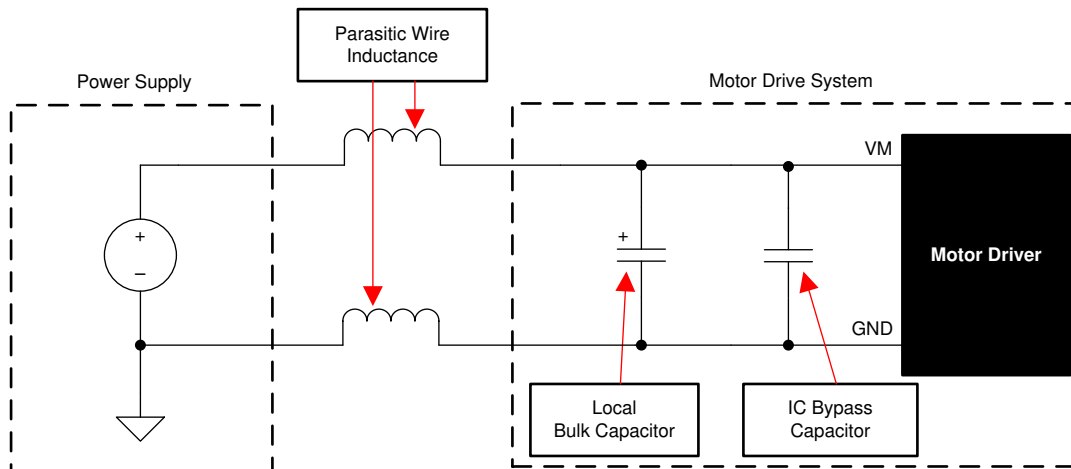 Parasitic Wire
Inductance
Power Supply
Motor Drive System
VM
+
–
+
Motor Driver
GND
Local
Bulk Capacitor
IC Bypass
Capacitor